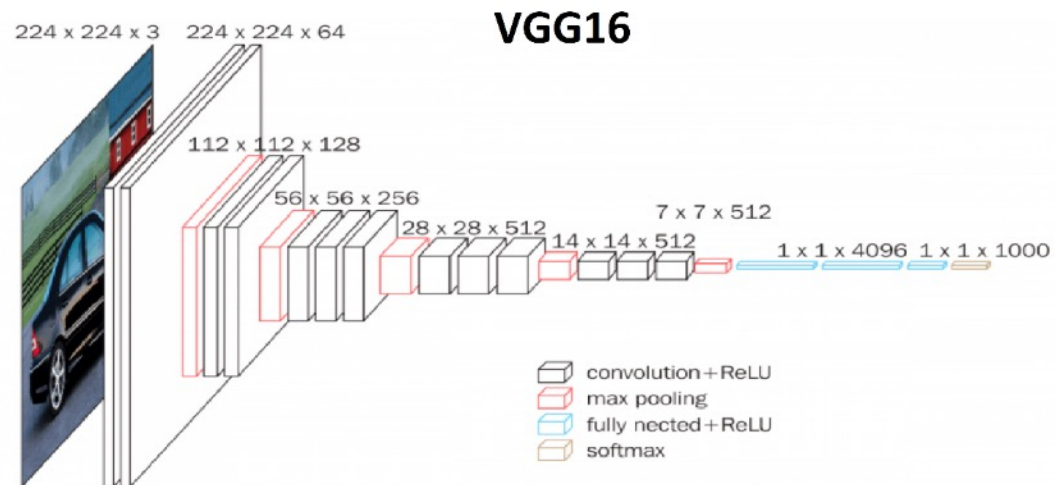 VGG16
224 x 224 x 3
224 x 224 x 64
112 x 112 x 128
56 x 56 x 256
28 x 28 x 512
14 x 14 x 512
7 x 7 x 512
1 x 1 x 4096
1 x 1 x 1000
convolution+ReLU
max pooling
fully nected+ReLU
softmax